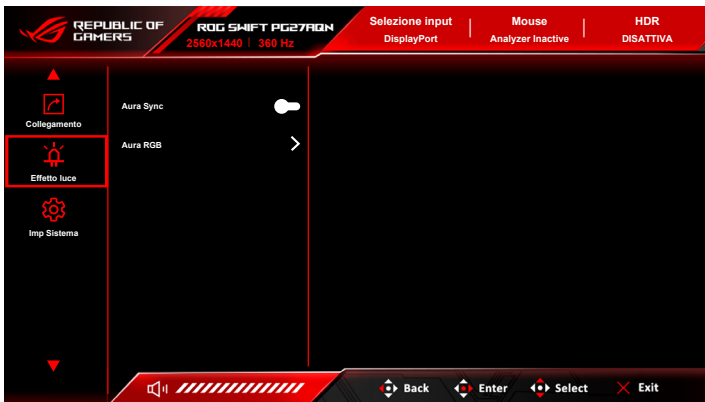 REPUBLIC OF
GAMERS
ROG SWIFT PG27AQN
2560x1440 360 Hz
Selezione input
DisplayPort
Mouse
Analyzer Inactive
HDR
DISATTIVA
Collegamento
Effetto luce
Imp Sistema
Aura Sync
Aura RGB
Back
Enter
Select
Exit